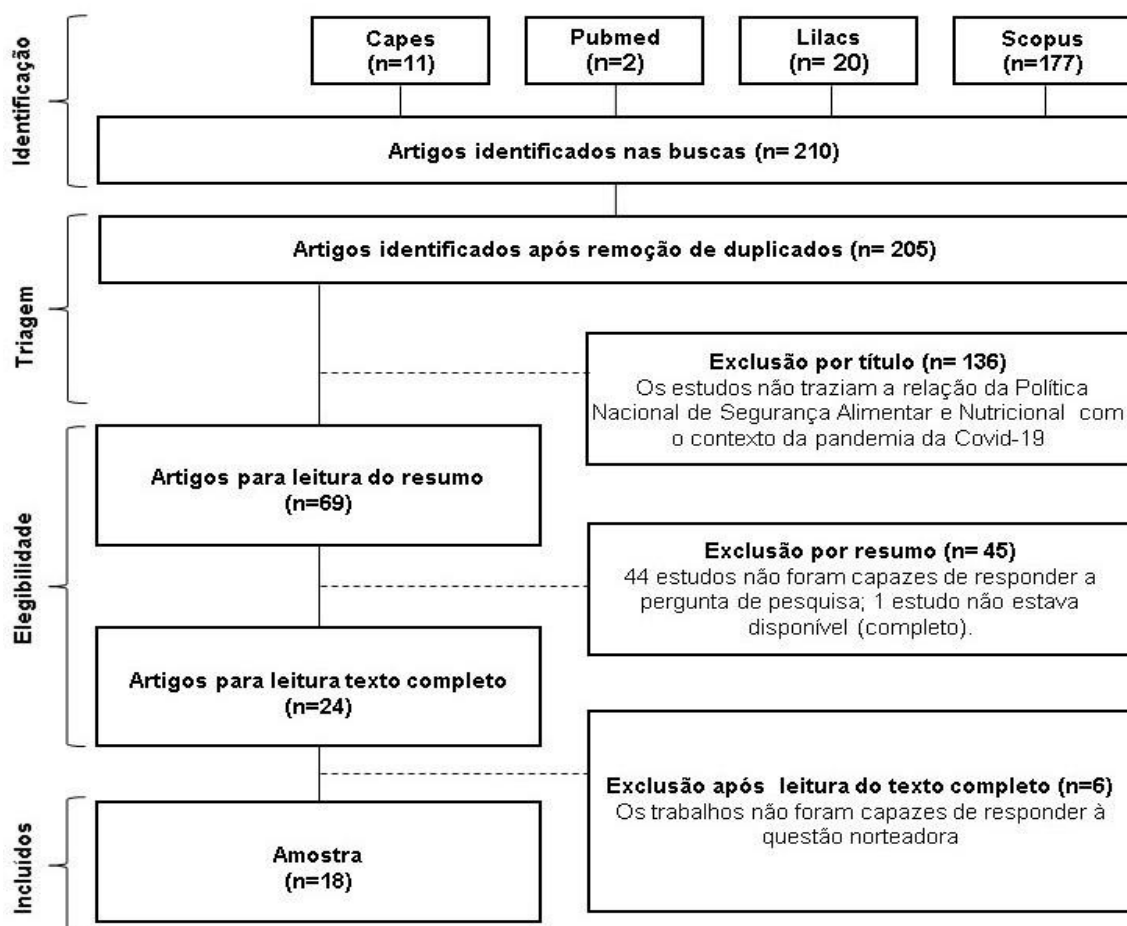 Identificação
Capes
(n=11)
Pubmed
(n=2)
Lilacs
(n= 20)
Scopus
(n=177)
Artigos identificados nas buscas (n= 210)
Triagem
Artigos identificados após remoção de duplicados (n= 205)
Exclusão por título (n= 136)
Os estudos não traziam a relação da Política
Nacional de Segurança Alimentar e Nutricional com
o contexto da pandemia da Covid-19
Elegibilidade
Artigos para leitura do resumo
(n=69)
Exclusão por resumo (n= 45)
44 estudos não foram capazes de responder a
pergunta de pesquisa; 1 estudo não estava
disponível (completo).
Artigos para leitura texto completo
(n=24)
Exclusão após leitura do texto completo (n=6)
Os trabalhos não foram capazes de responder à
questão norteadora
Incluídos
Amostra
(n=18)